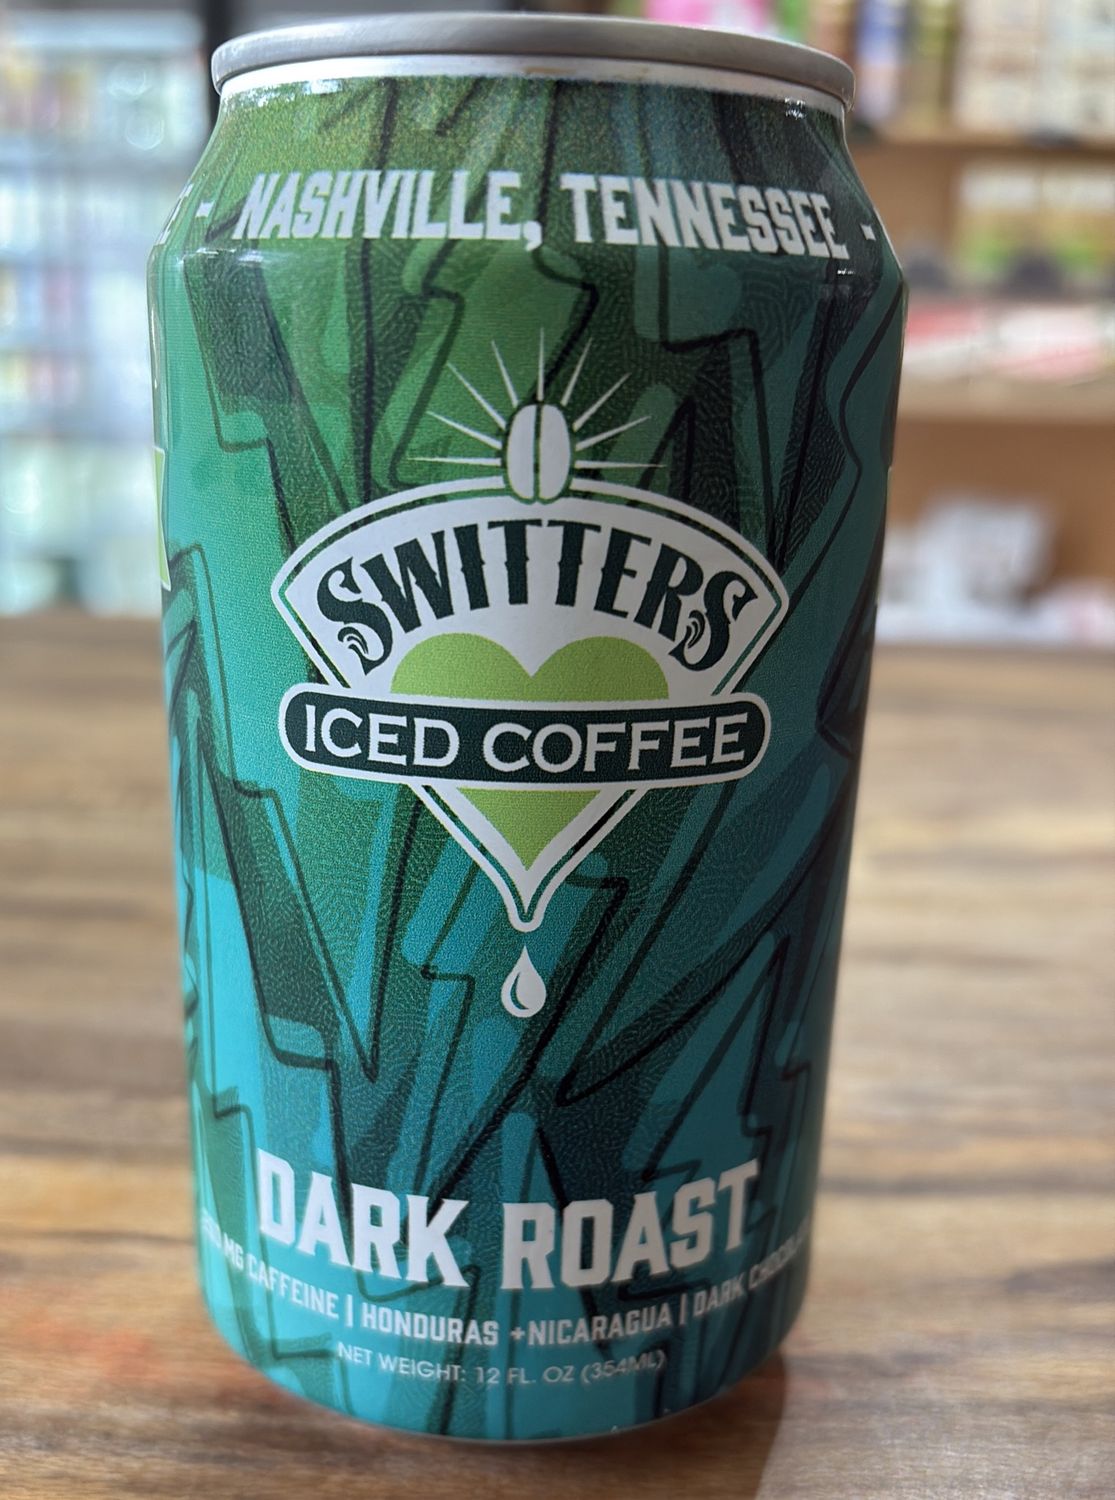 - NASHVILLE, TENNESSEE -
SWITTERS
ICED COFFEE
DARK ROAST
MG CAFFEINE | HONDURAS + NICARAGUA | DARK
NET WEIGHT: 12 FL. OZ (354ML)